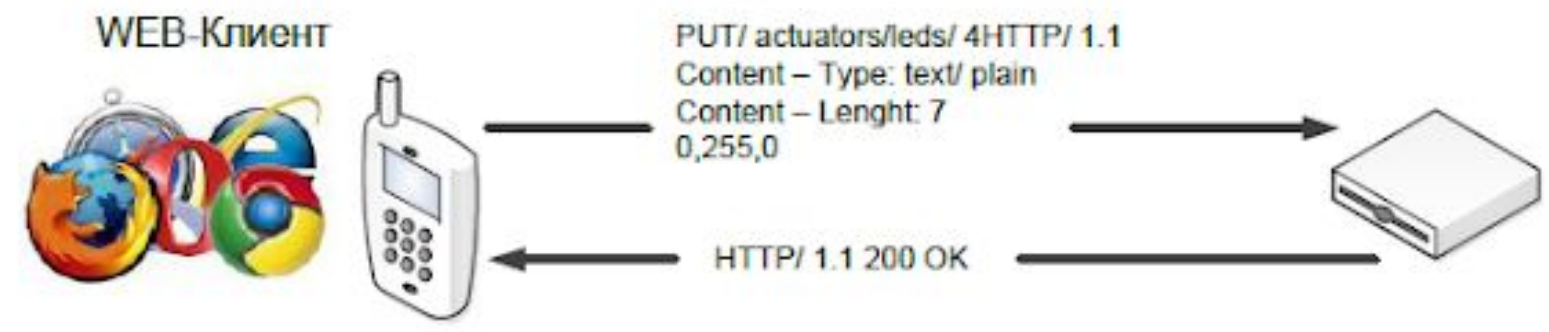 WEB-Клиент
PUT/ actuators/leds/ 4HTTP/ 1.1
Content – Type: text/ plain
Content – Lenght: 7
0,255,0
HTTP/ 1.1 200 OK